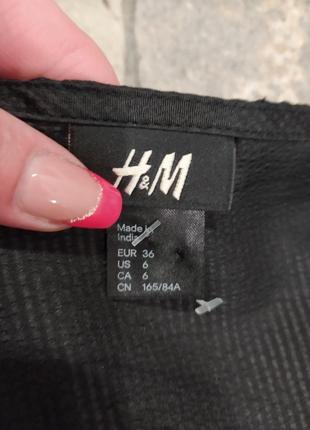 H&M
Made in
India
EUR 36
US 6
CA 6
CN 165/84A